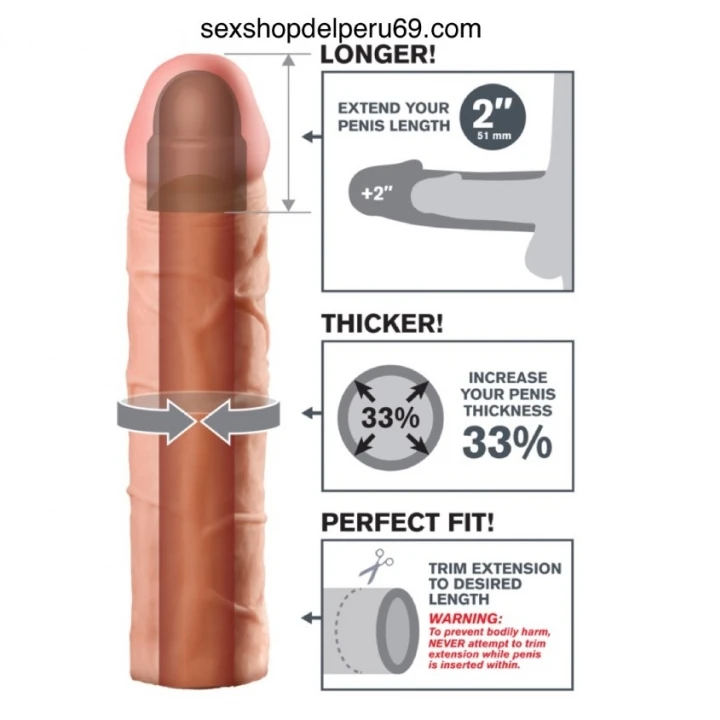 sexshopdelperu69.com
LONGER!
EXTEND YOUR
PENIS LENGTH
2"
51 mm
+2"
THICKER!
33%
INCREASE
YOUR PENIS
THICKNESS
33%
PERFECT FIT!
TRIM EXTENSION
TO DESIRED
LENGTH
WARNING:
To prevent bodily harm,
NEVER attempt to trim
extension while penis
is inserted within.